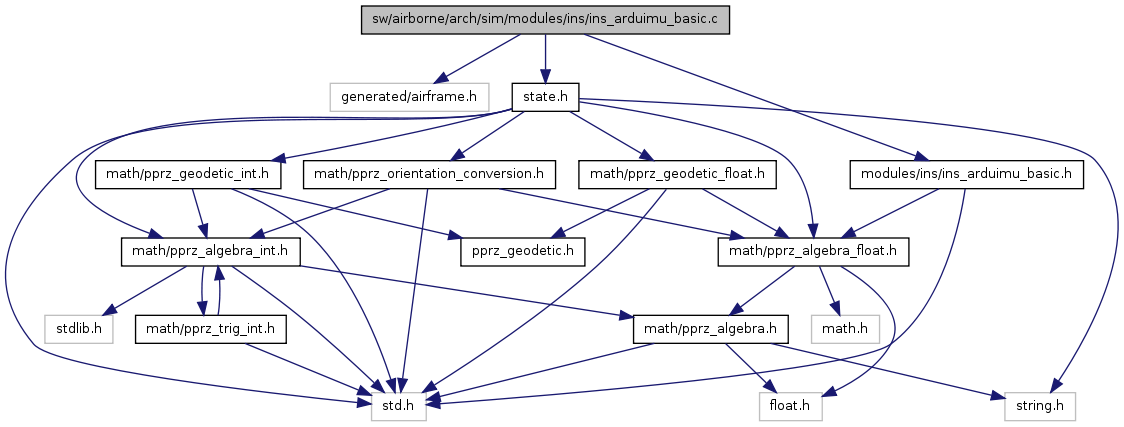 sw/airborne/arch/sim/modules/ins/ins_arduimu_basic.c
generated/airframe.h
state.h
math/pprz_geodetic_int.h
math/pprz_orientation_conversion.h
math/pprz_geodetic_float.h
modules/ins/ins_arduimu_basic.h
math/pprz_algebra_int.h
pprz_geodetic.h
math/pprz_algebra_float.h
stdlib.h
math/pprz_trig_int.h
math/pprz_algebra.h
math.h
std.h
float.h
string.h